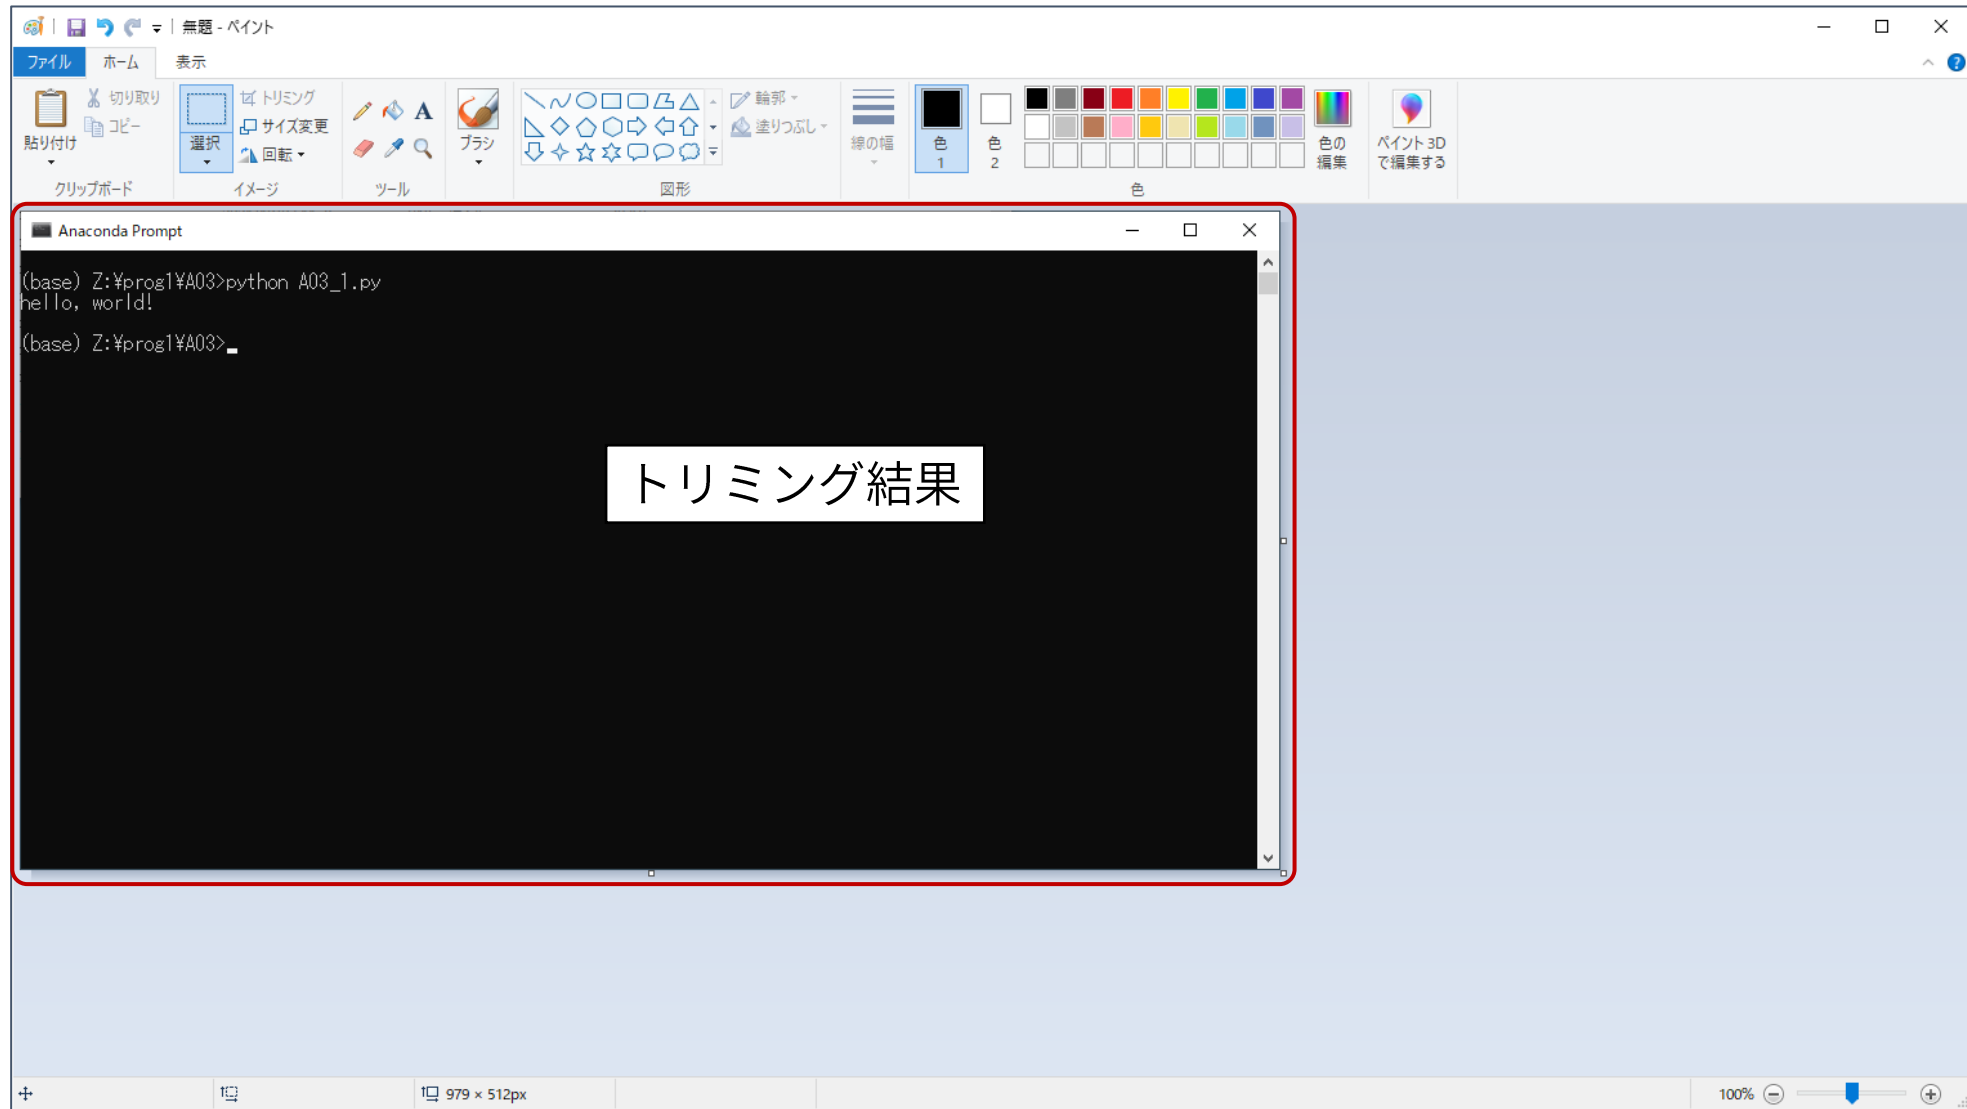 無題 - ペイント
ファイル ホーム 表示
貼り付け
切り取り
コピー
クリップボード
選択
トリミング
サイズ変更
回転
イメージ
A
ツール
ブラシ
輪郭
塗りつぶし
図形
線の幅
色
1
色
2
色
色の
編集
ペイント 3D
で編集する
Anaconda Prompt
(base) Z:¥prog1¥A03>python A03_1.py
hello, world!
(base) Z:¥prog1¥A03>
トリミング結果
979 × 512px
100%